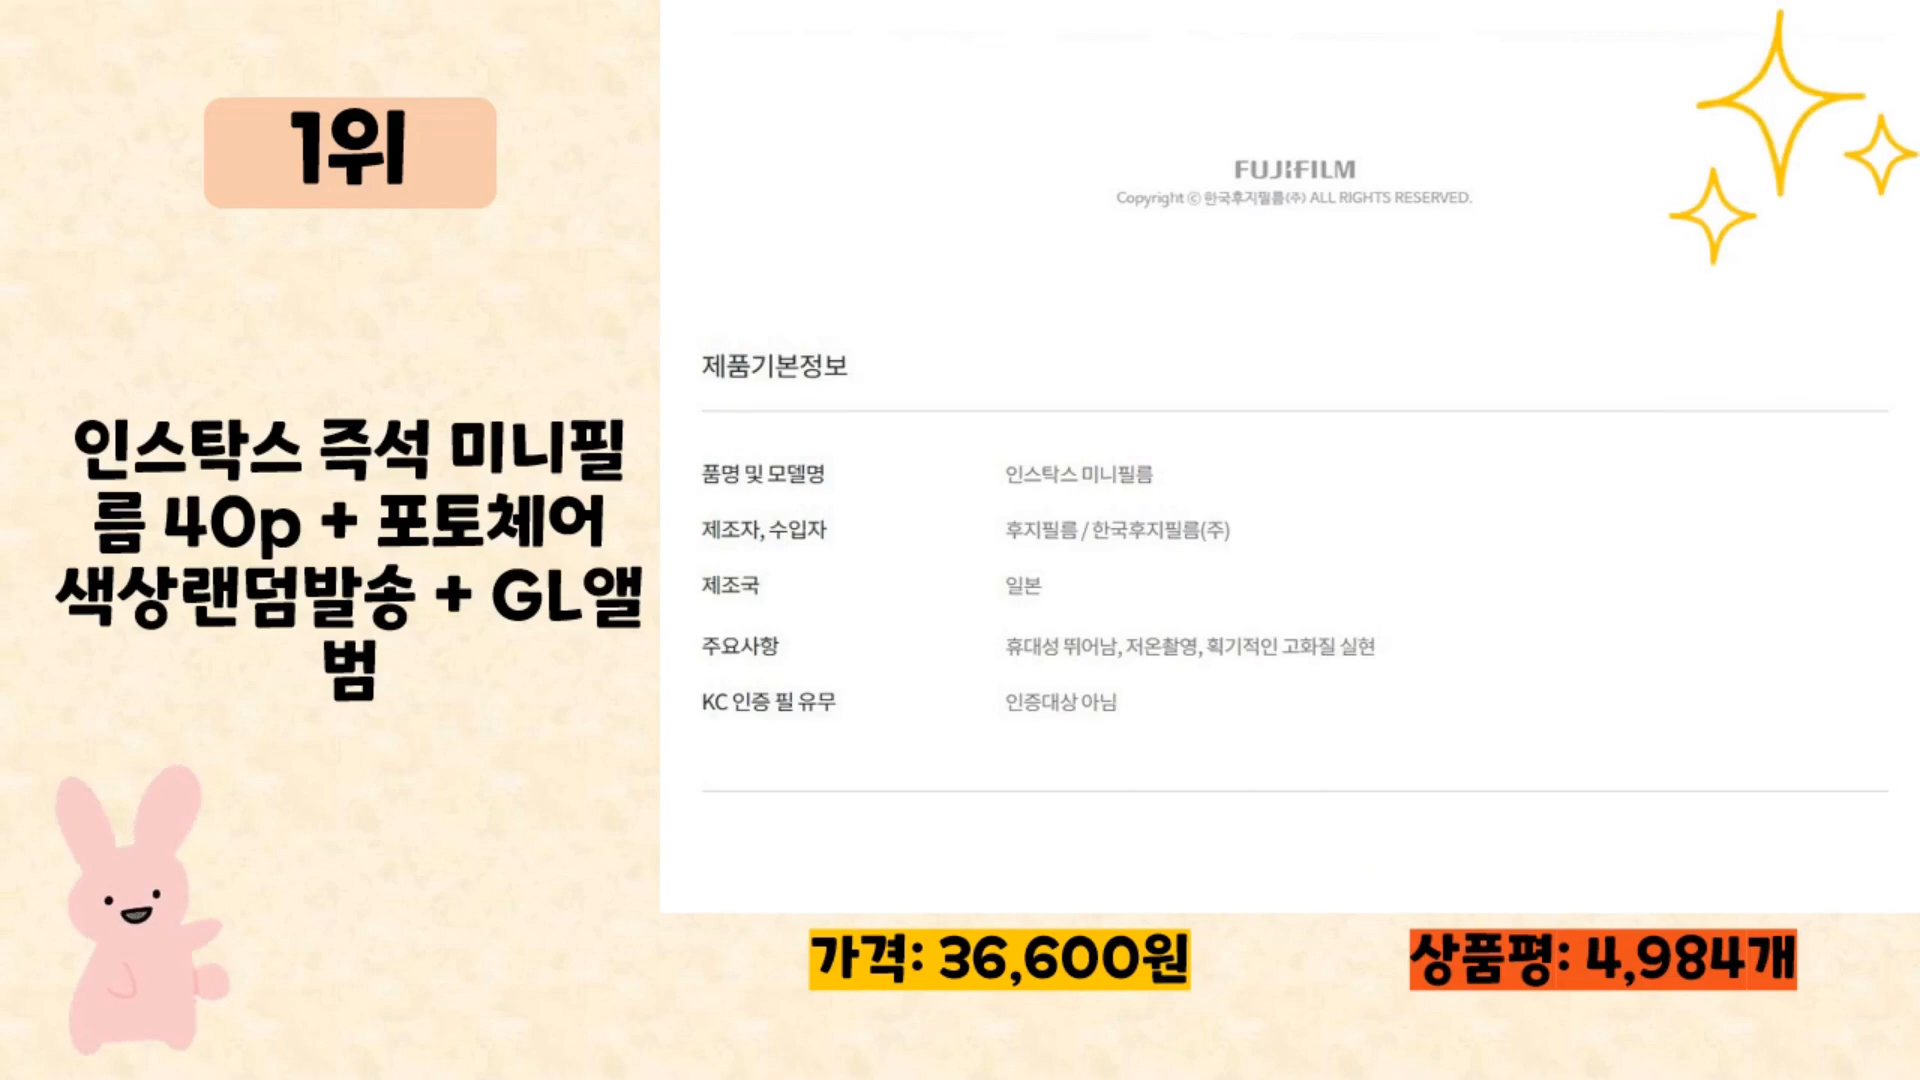 1위
인스탁스 즉석 미니필
름 40p + 포토체어
색상랜덤발송 + GL앨
범
FUJIFILM
Copyright ⓒ 한국후지필름(주) ALL RIGHTS RESERVED.
제품기본정보
품명 및 모델명 인스탁스 미니필름
제조자, 수입자 후지필름 / 한국후지필름(주)
제조국 일본
주요사항 휴대성 뛰어남, 저온촬영, 획기적인 고화질 실현
KC 인증 필 유무 인증대상 아님
가격: 36,600원
상품평: 4,984개